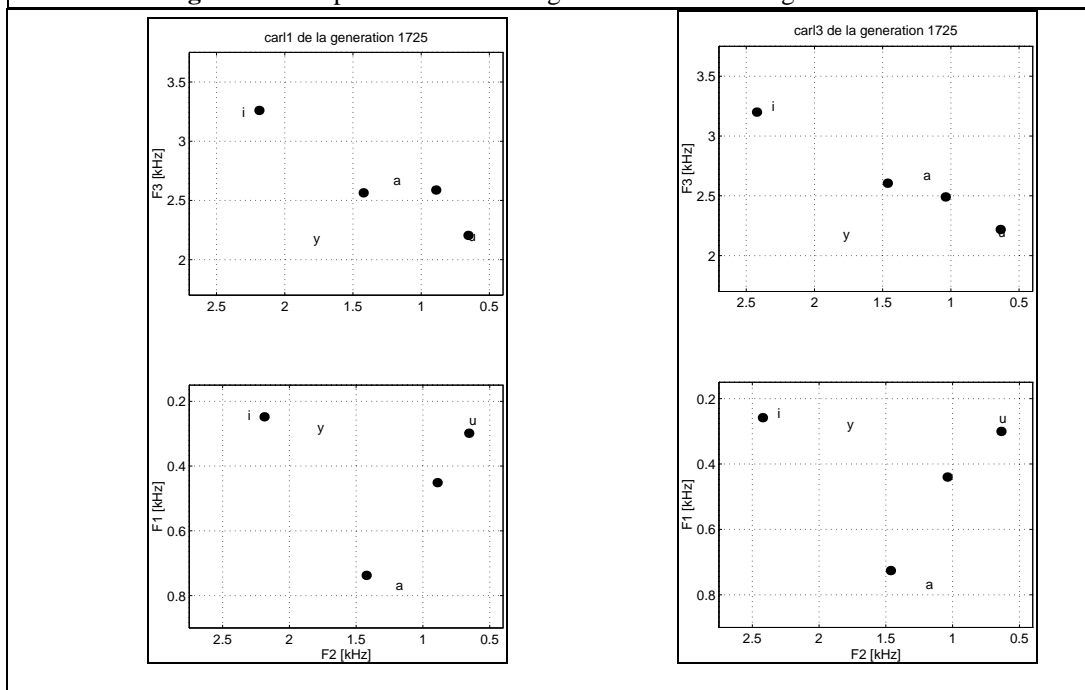 carl1 de la generation 1725
3.5
3
2.5
2
F3 [kHz]
i
a
y
u
2.5 2 1.5 1 0.5
0.2
0.4
0.6
0.8
F1 [kHz]
i
y
u
a
2.5 2 1.5 1 0.5
F2 [kHz]
carl3 de la generation 1725
3.5
3
2.5
2
F3 [kHz]
i
a
y
u
2.5 2 1.5 1 0.5
0.2
0.4
0.6
0.8
F1 [kHz]
i
y
u
a
2.5 2 1.5 1 0.5
F2 [kHz]